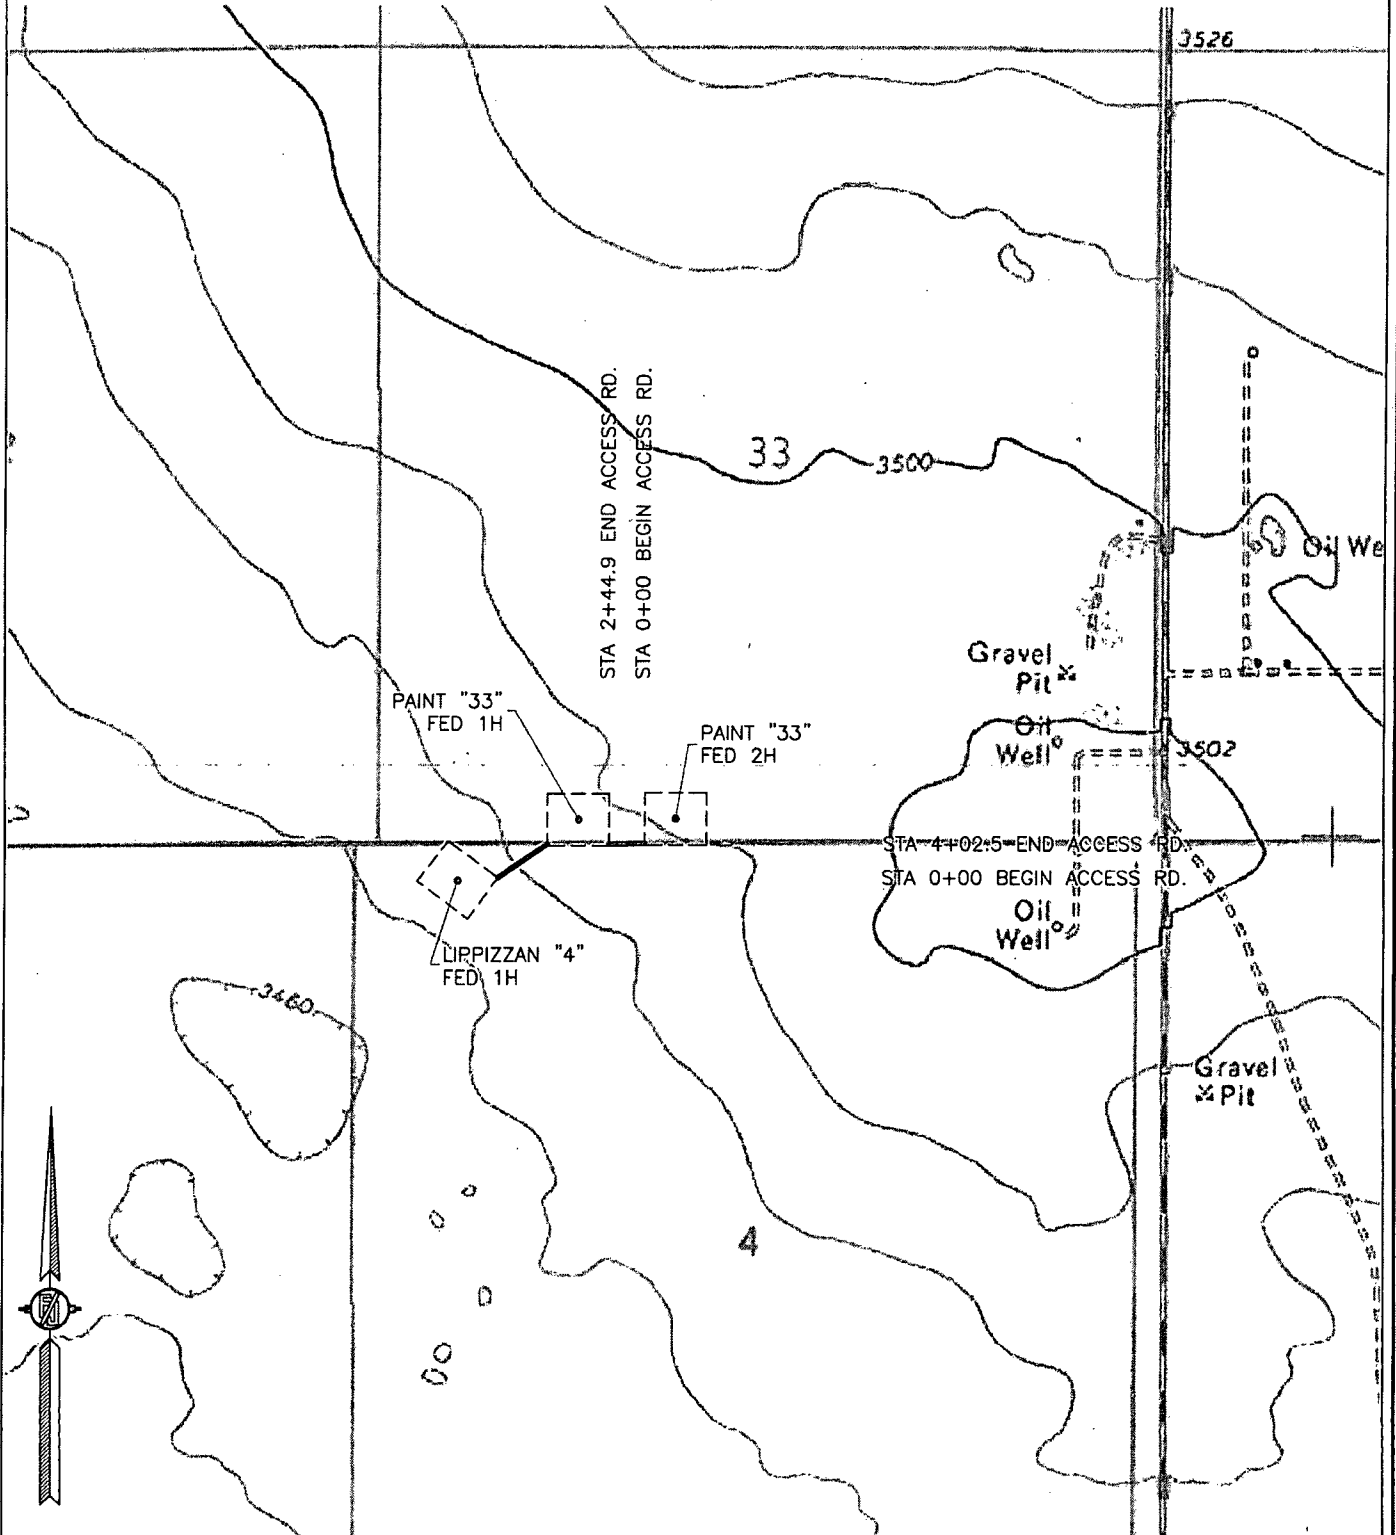 3526
STA 2+44.9 END ACCESS RD.
STA 0+00 BEGIN ACCESS RD.
33
3500
Oil We
Gravel
Pit
PAINT "33"
FED 1H
PAINT "33"
FED 2H
Oil
Well
3502
STA 4+02.5 END ACCESS RD.
STA 0+00 BEGIN ACCESS RD.
Oil
Well
LIPPIZZAN "4"
FED 1H
3460
Gravel
Pit
4